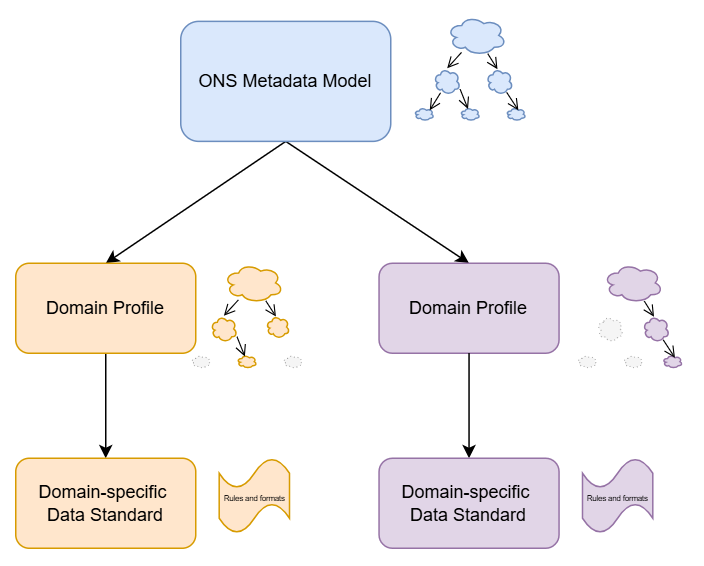 ONS Metadata Model
Domain Profile
Domain Profile
Domain-specific
Data Standard
Rules and formats
Domain-specific
Data Standard
Rules and formats